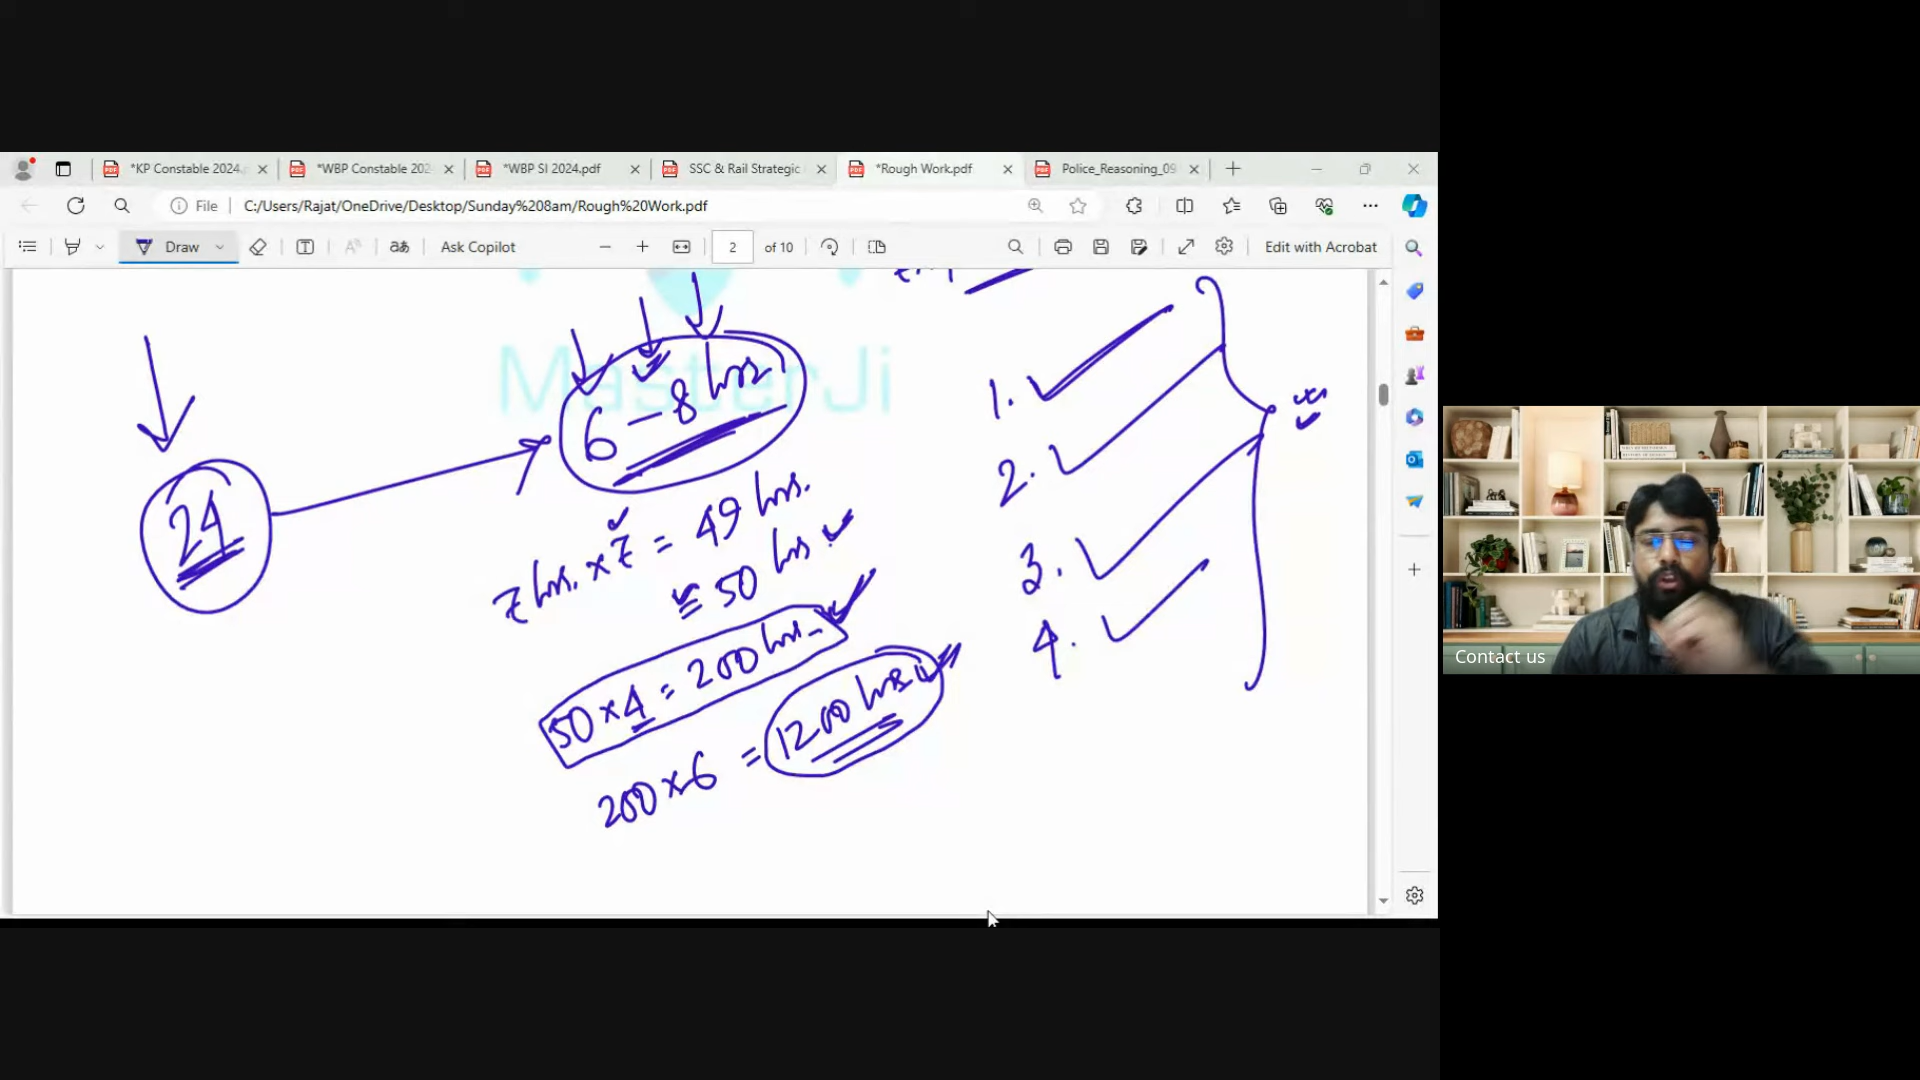 *KP Constable 2024.
*WBP Constable 202
*WBP SI 2024.pdf
SSC & Rail Strategic
*Rough Work.pdf
Police_Reasoning_09
File
C:/Users/Rajat/OneDrive/Desktop/Sunday%208am/Rough%20Work.pdf
Draw
aあ
Ask Copilot
2
of 10
Edit with Acrobat
MasterJi
24
6 - 8 hrs
7 hrs. × 7 = 49 hrs.
≅ 50 hrs
50 × 4 = 200 hrs
200 × 6 = 1200 hrs
1.
2.
3.
4.
Contact us